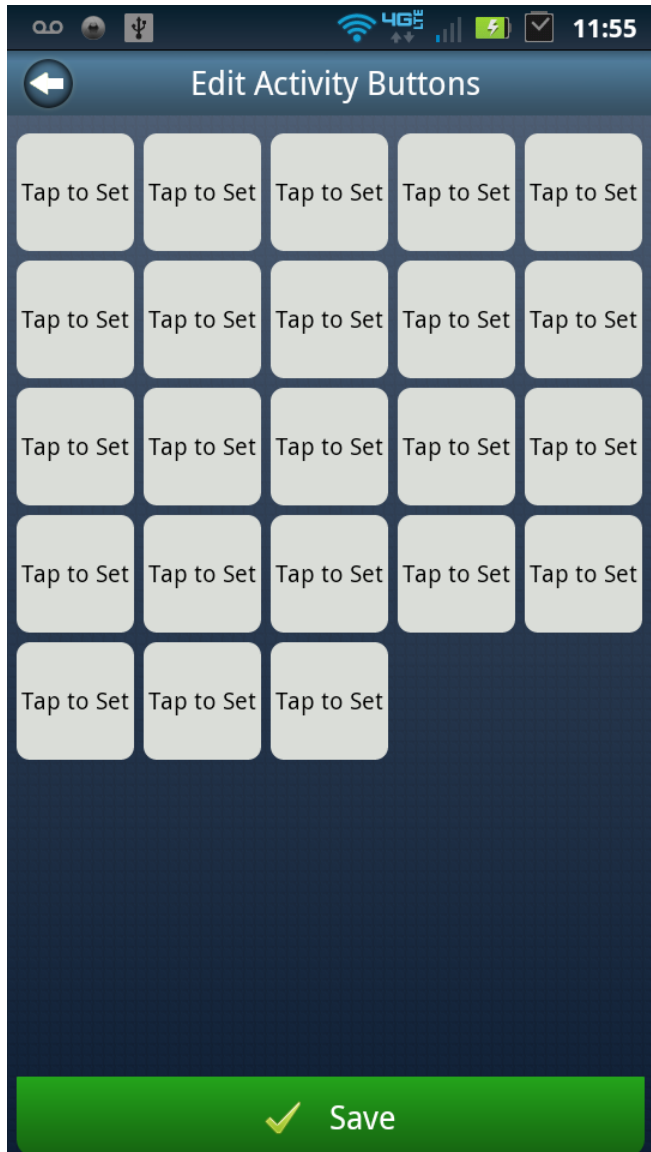 4G LTE 11:55
Edit Activity Buttons
Tap to Set Tap to Set Tap to Set Tap to Set Tap to Set
Tap to Set Tap to Set Tap to Set Tap to Set Tap to Set
Tap to Set Tap to Set Tap to Set Tap to Set Tap to Set
Tap to Set Tap to Set Tap to Set Tap to Set Tap to Set
Tap to Set Tap to Set Tap to Set
Save